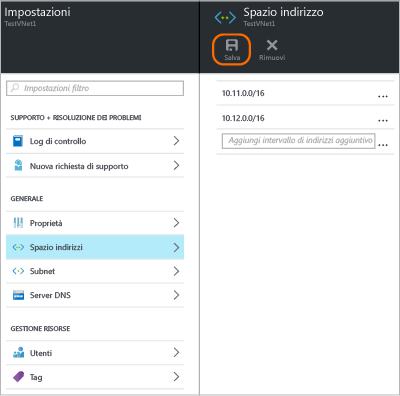 Impostazioni
TestVNet1
Impostazioni filtro
SUPPORTO + RISOLUZIONE DEI PROBLEMI
Log di controllo
Nuova richiesta di supporto
GENERALE
Proprietà
Spazio indirizzi
Subnet
Server DNS
GESTIONE RISORSE
Utenti
Tag
Spazio indirizzo
TestVNet1
Salva
Rimuovi
10.11.0.0/16
...
10.12.0.0/16
...
Aggiungi intervallo di indirizzi aggiuntivo
...